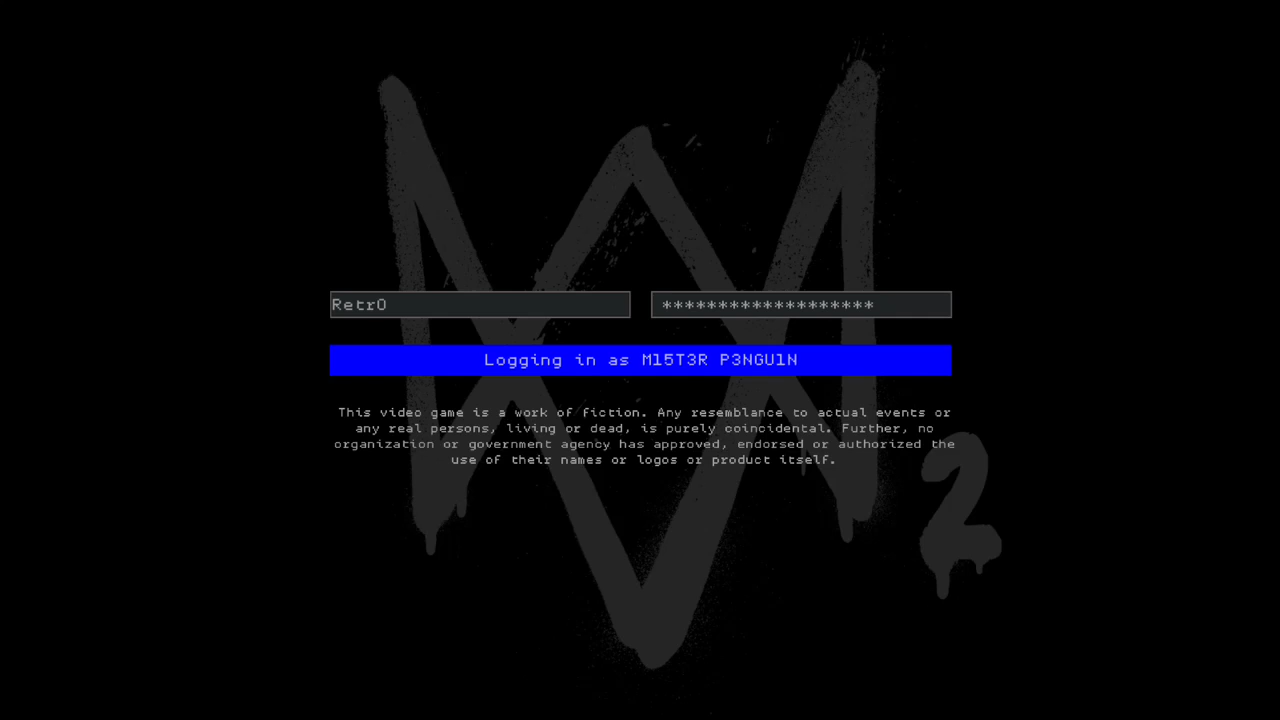 Retr0
*******************
Logging in as M15T3R P3NGU1N
This video game is a work of fiction. Any resemblance to actual events or
any real persons, living or dead, is purely coincidental. Further, no
organization or government agency has approved, endorsed or authorized the
use of their names or logos or product itself.
2